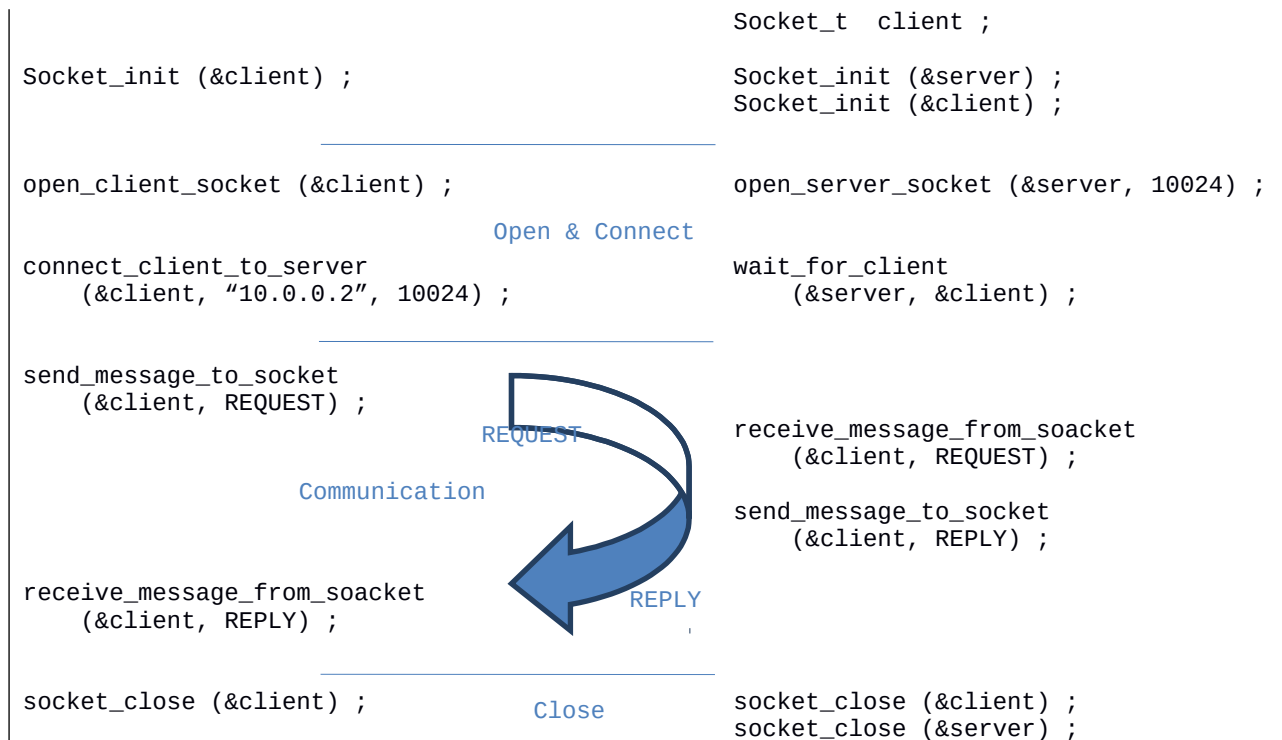 Socket_t  client ;
Socket_init (&client) ;
Socket_init (&server) ;
Socket_init (&client) ;
open_client_socket (&client) ;
open_server_socket (&server, 10024) ;
Open & Connect
connect_client_to_server
(&client, “10.0.0.2”, 10024) ;
wait_for_client
(&server, &client) ;
send_message_to_socket
(&client, REQUEST) ;
REQUEST
receive_message_from_soacket
(&client, REQUEST) ;
Communication
send_message_to_socket
(&client, REPLY) ;
receive_message_from_soacket
(&client, REPLY) ;
REPLY
socket_close (&client) ;
Close
socket_close (&client) ;
socket_close (&server) ;